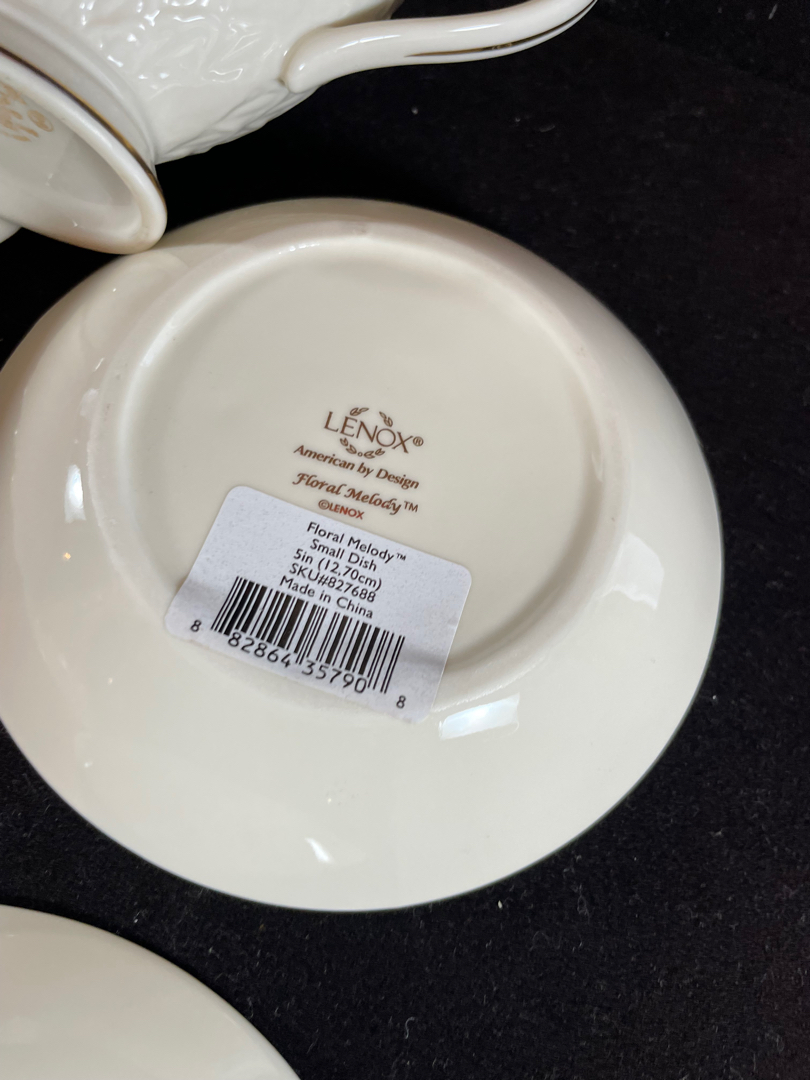 LENOX®
American by Design
Floral Melody™
©LENOX
Floral Melody™
Small Dish
5in (12.70cm)
SKU#827688
Made in China
8 82864 35790 8